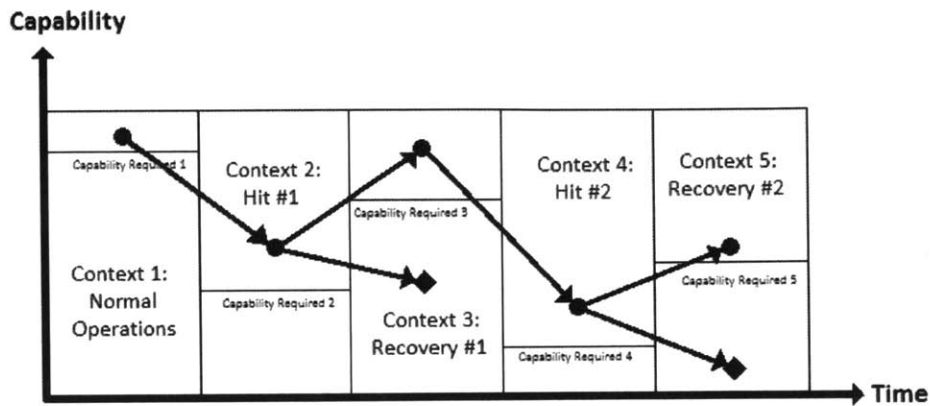 Capability
Capability Required 1
Context 1:
Normal
Operations
Context 2:
Hit #1
Capability Required 2
Capability Required 3
Context 3:
Recovery #1
Context 4:
Hit #2
Capability Required 4
Context 5:
Recovery #2
Capability Required 5
Time